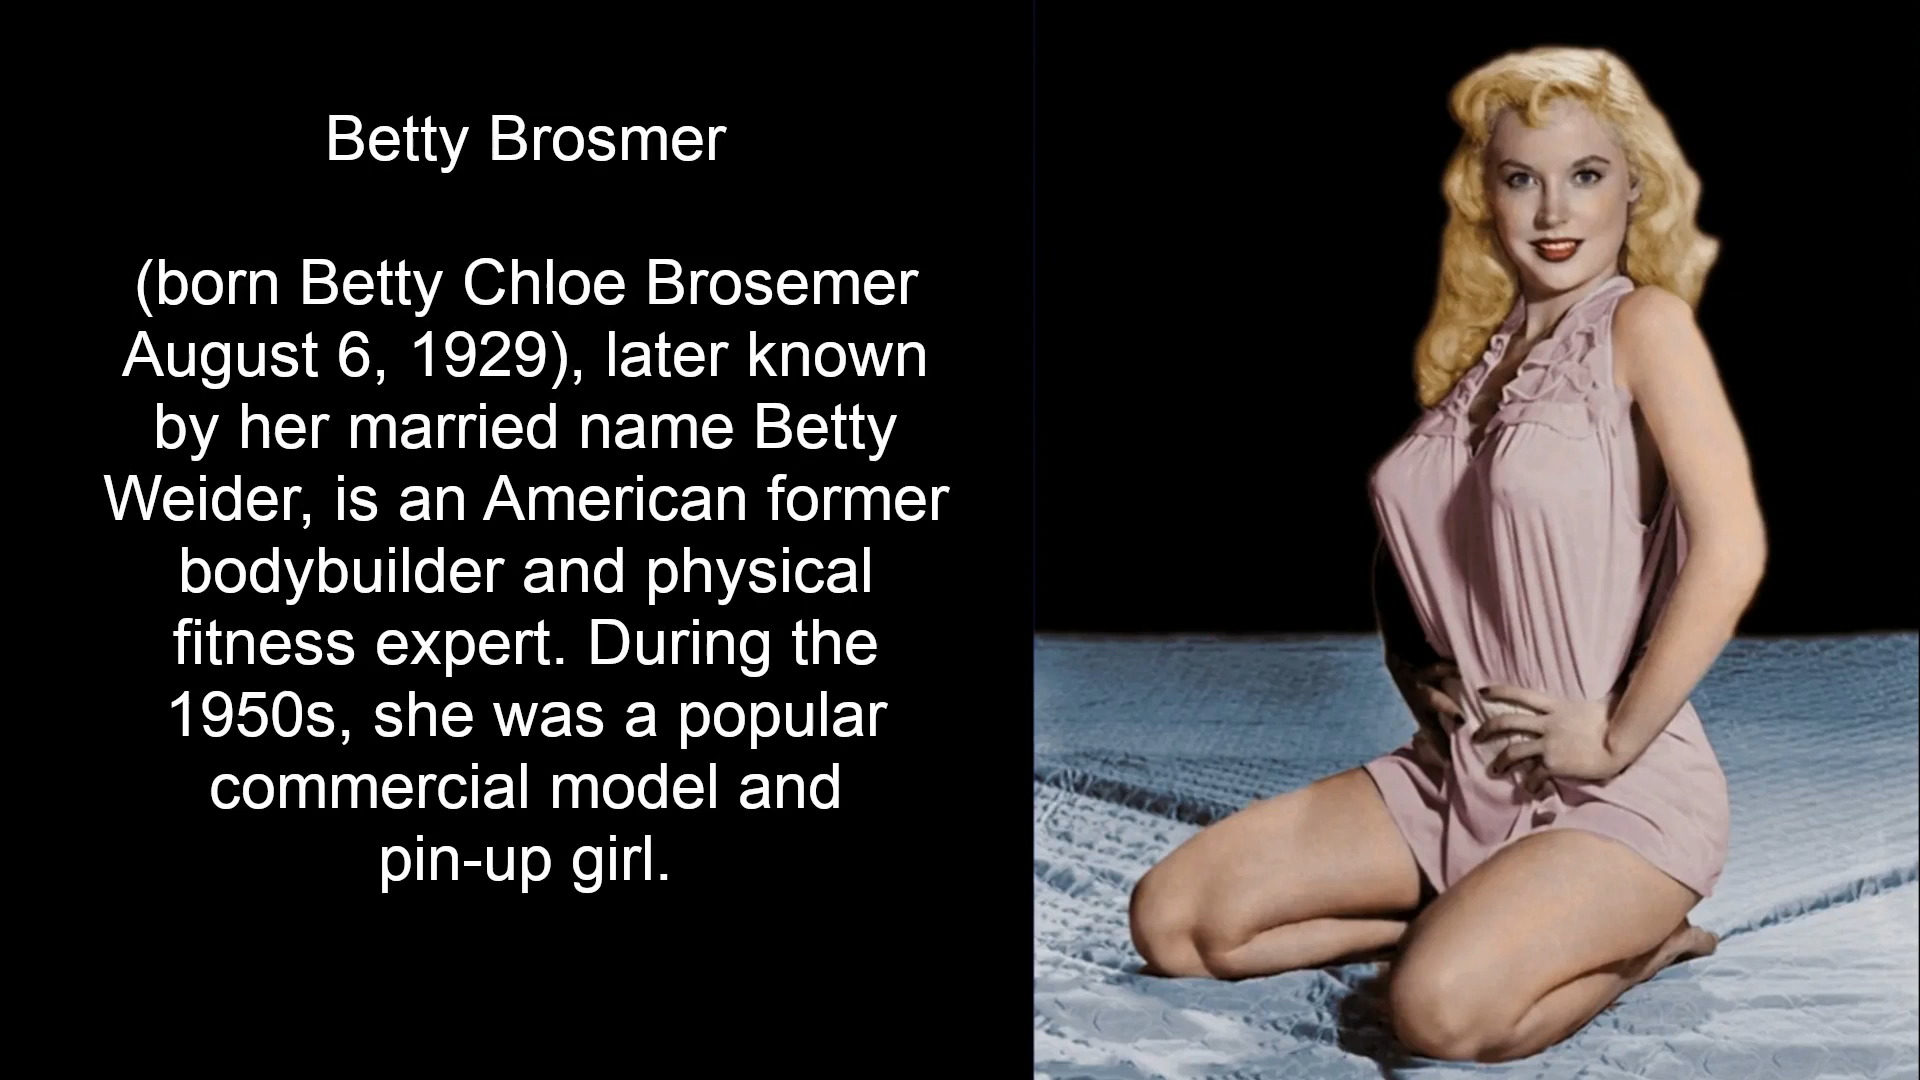 Betty Brosmer
(born Betty Chloe Brosemer
August 6, 1929), later known
by her married name Betty
Weider, is an American former
bodybuilder and physical
fitness expert. During the
1950s, she was a popular
commercial model and
pin-up girl.